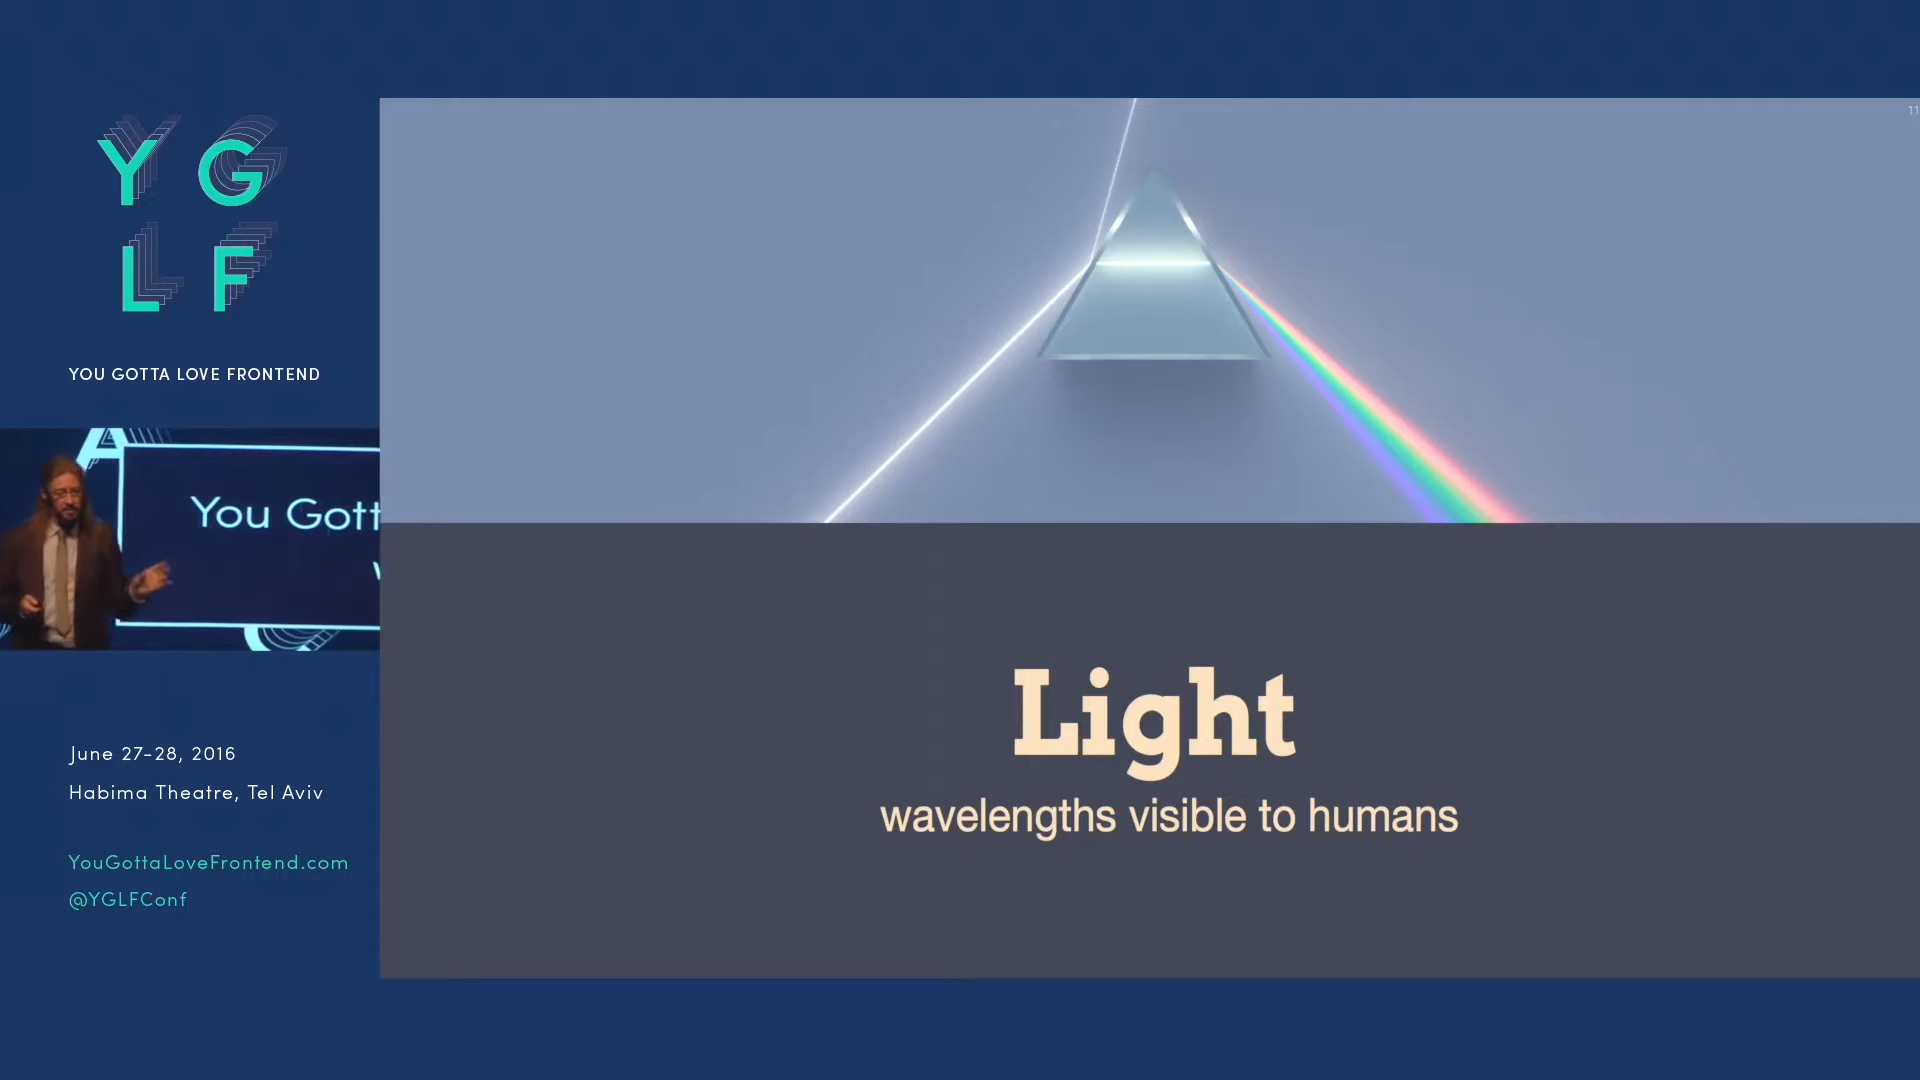 Y G
L F
YOU GOTTA LOVE FRONTEND
You Gott
June 27-28, 2016
Habima Theatre, Tel Aviv
YouGottaLoveFrontend.com
@YGLFConf
11
Light
wavelengths visible to humans